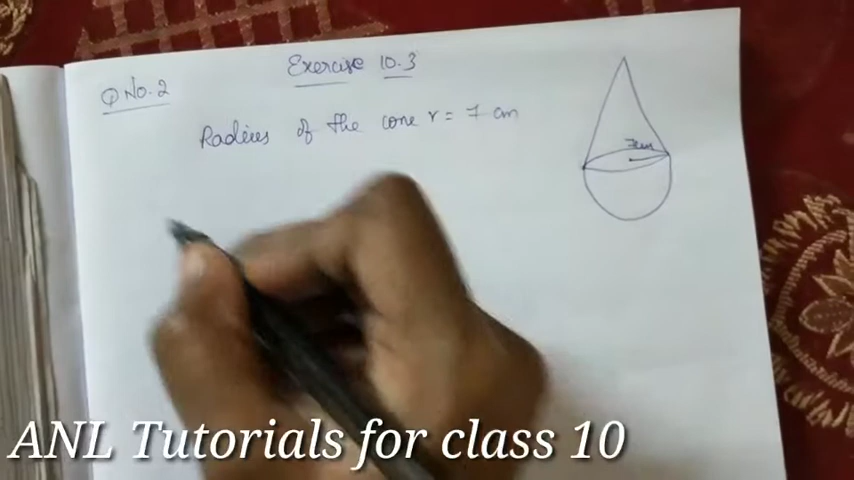 Exercise 10.3
Q No. 2
Radius of the cone r = 7 cm
7cm
ANL Tutorials for class 10